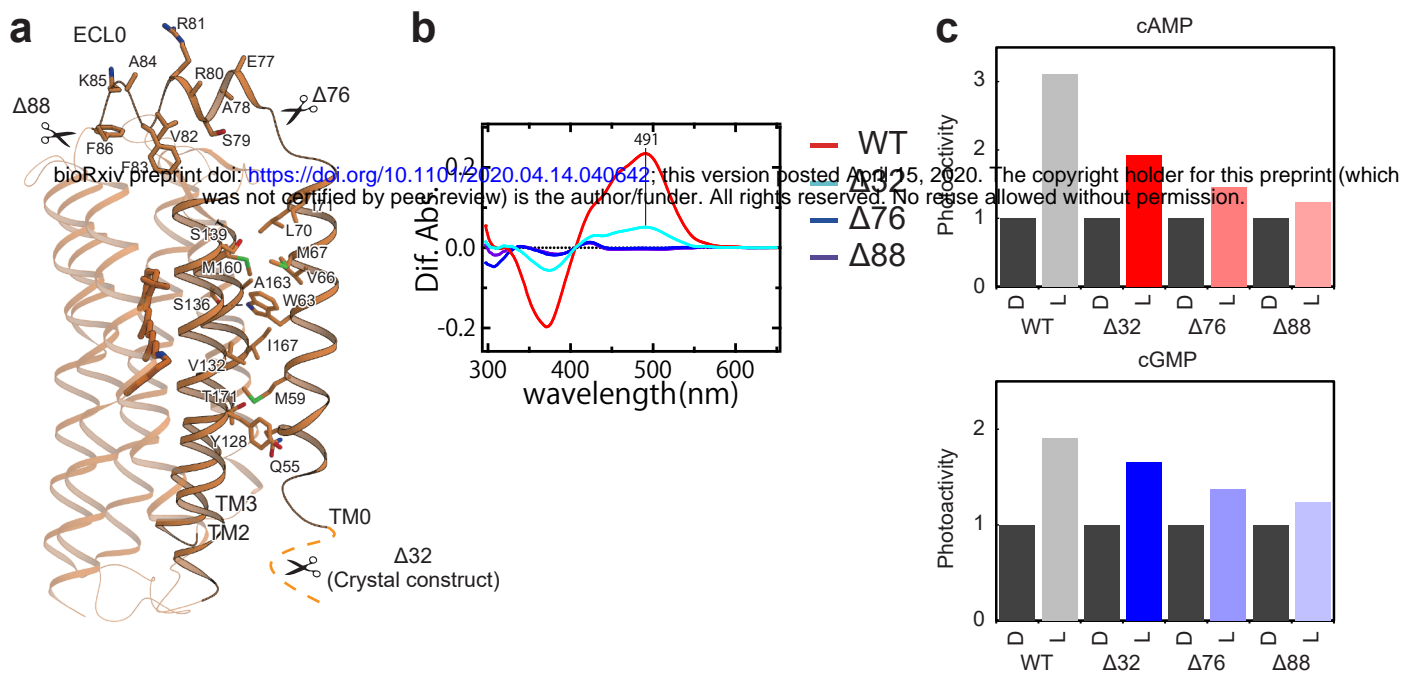 a
ECL0
R81
K85
A84
E77
R80
A78
Δ76
Δ88
F86
V82
S79
F83
bioRxiv preprint doi: https://doi.org/10.1101/2020.04.14.040642; this version posted April 15, 2020. The copyright holder for this preprint (which
was not certified by peer review) is the author/funder. All rights reserved. No reuse allowed without permission.
L70
S139
M67
M160
V66
A163
S136
W63
I167
V132
T171
M59
Y128
Q55
TM3
TM2
TM0
Δ32
(Crystal construct)
b
491
0.2
0.0
-0.2
Dif. Abs.
300 400 500 600
wavelength(nm)
WT
Δ32
Δ76
Δ88
c
cAMP
Photoactivity
3
2
1
0
D L D L D L D L
WT Δ32 Δ76 Δ88
cGMP
Photoactivity
2
1
0
D L D L D L D L
WT Δ32 Δ76 Δ88